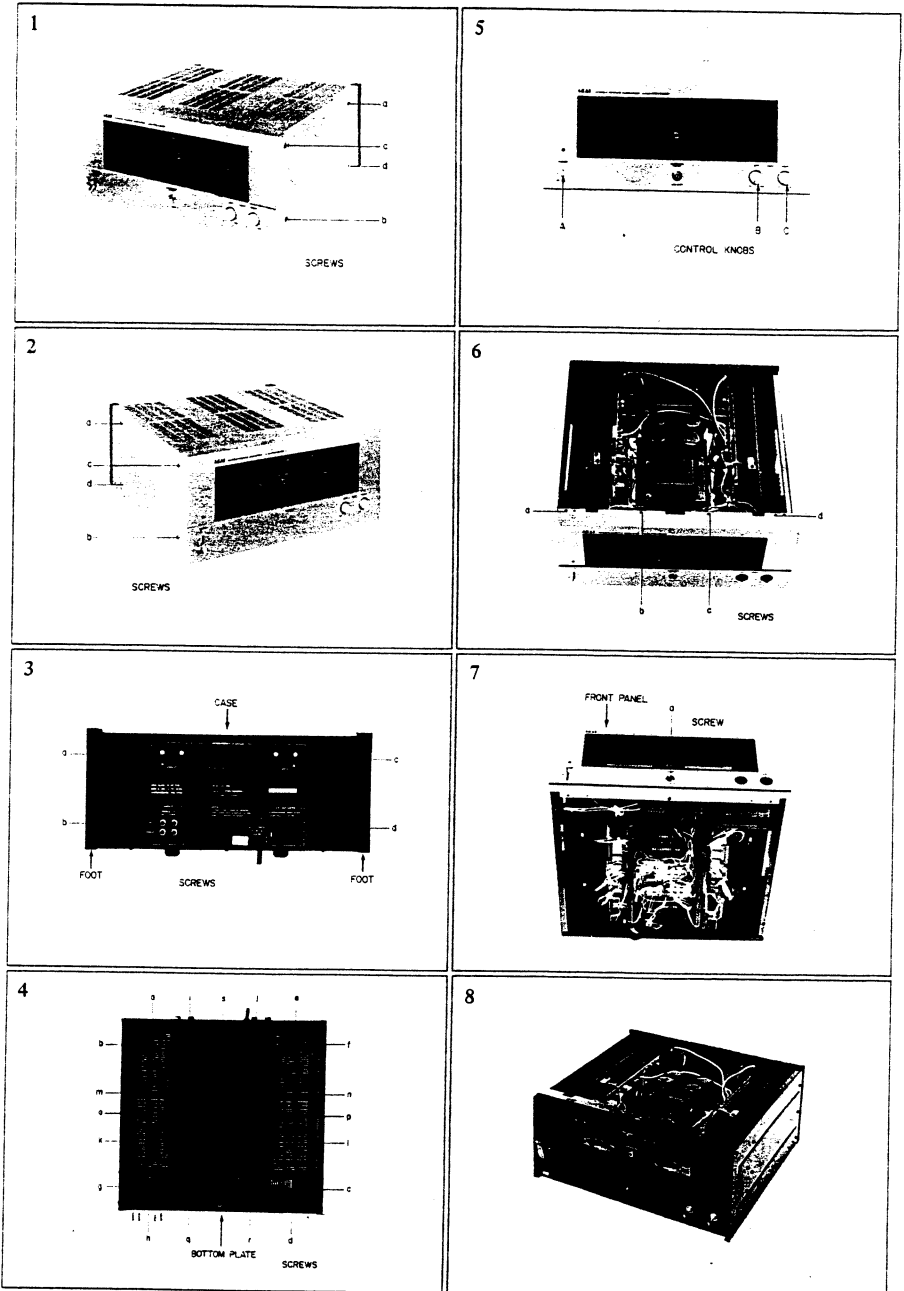 1
a
c
d
b
SCREWS
2
a
c
d
b
SCREWS
3
CASE
a
c
b
d
FOOT
SCREWS
FOOT
4
a i s j e
b f
m n
o p
k l
g c
h q r d
BOTTOM PLATE
SCREWS
5
AKAI
A B C
CONTROL KNOBS
6
a d
b c
SCREWS
7
FRONT PANEL
a
SCREW
8